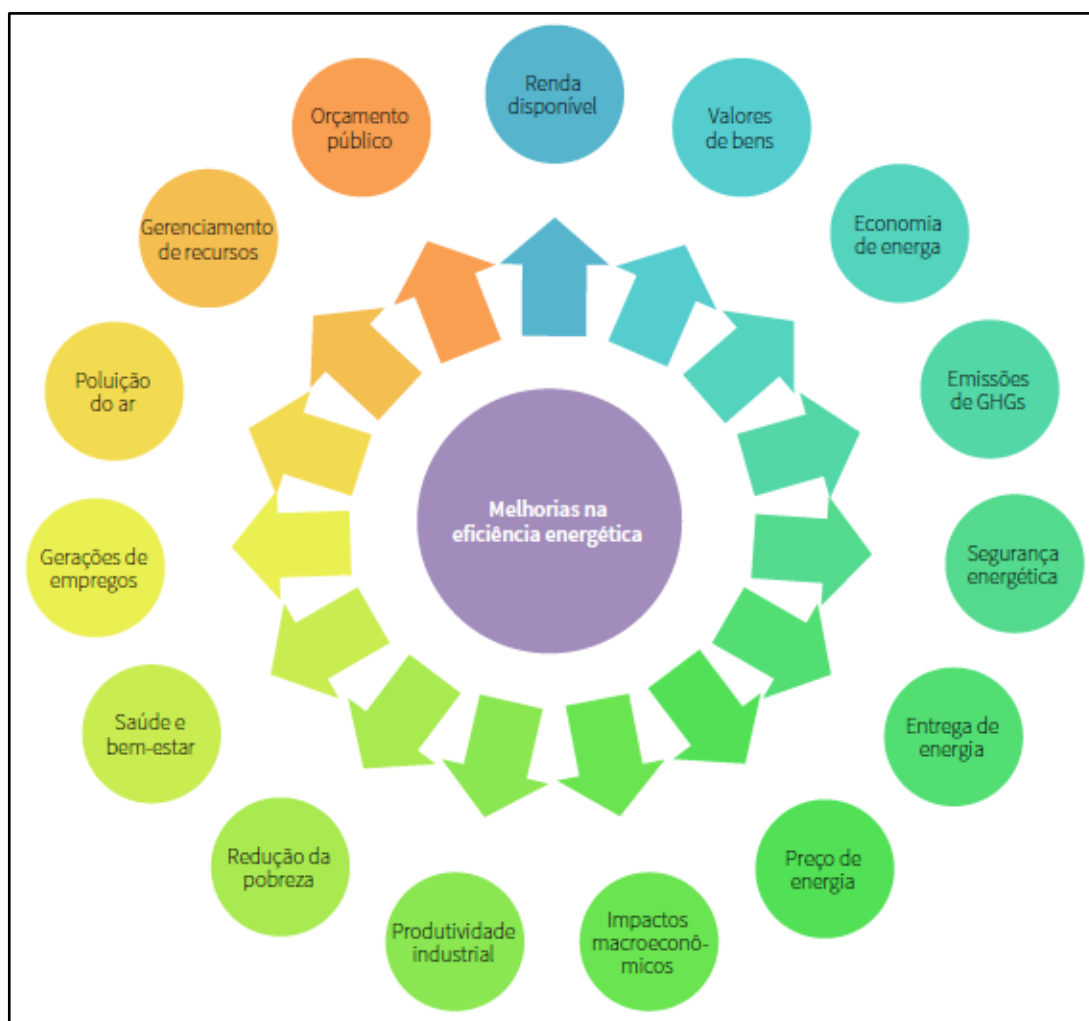 Renda
disponível
Valores
de bens
Economia
de energa
Emissões
de GHGs
Segurança
energética
Entrega de
energia
Preço de
energia
Impactos
macroeconô-
micos
Produtividade
industrial
Redução da
pobreza
Saúde e
bem-estar
Gerações de
empregos
Poluição
do ar
Gerenciamento
de recursos
Orçamento
público
Melhorias na
eficiência energética